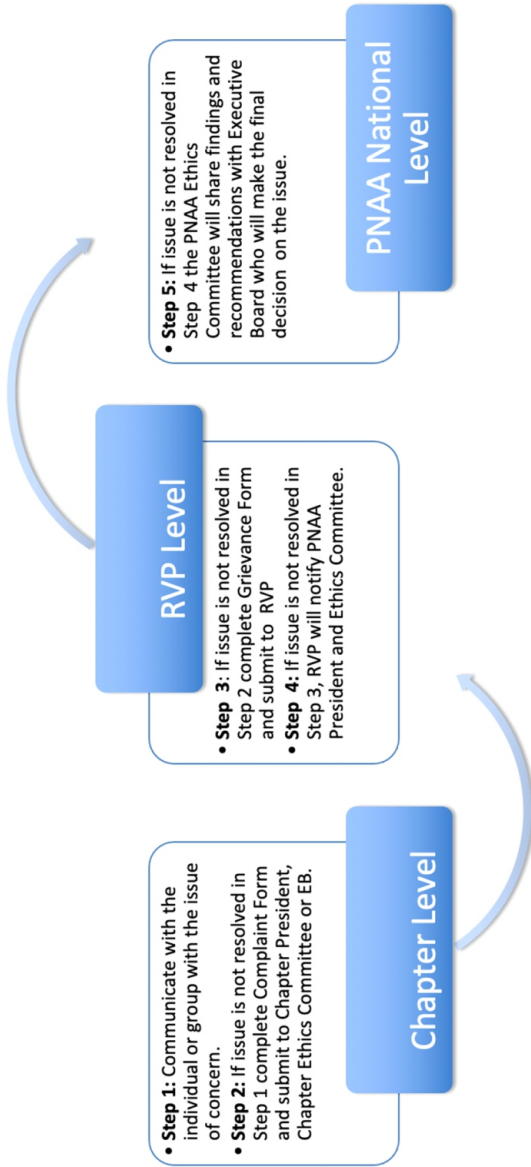 • Step 1: Communicate with the
individual or group with the issue
of concern.
• Step 2: If issue is not resolved in
Step 1 complete Complaint Form
and submit to Chapter President,
Chapter Ethics Committee or EB.
Chapter Level
RVP Level
• Step 3: If issue is not resolved in
Step 2 complete Grievance Form
and submit to RVP
• Step 4: If issue is not resolved in
Step 3, RVP will notify PNAA
President and Ethics Committee.
• Step 5: If issue is not resolved in
Step 4 the PNAA Ethics
Committee will share findings and
recommendations with Executive
Board who will make the final
decision on the issue.
PNAA National
Level